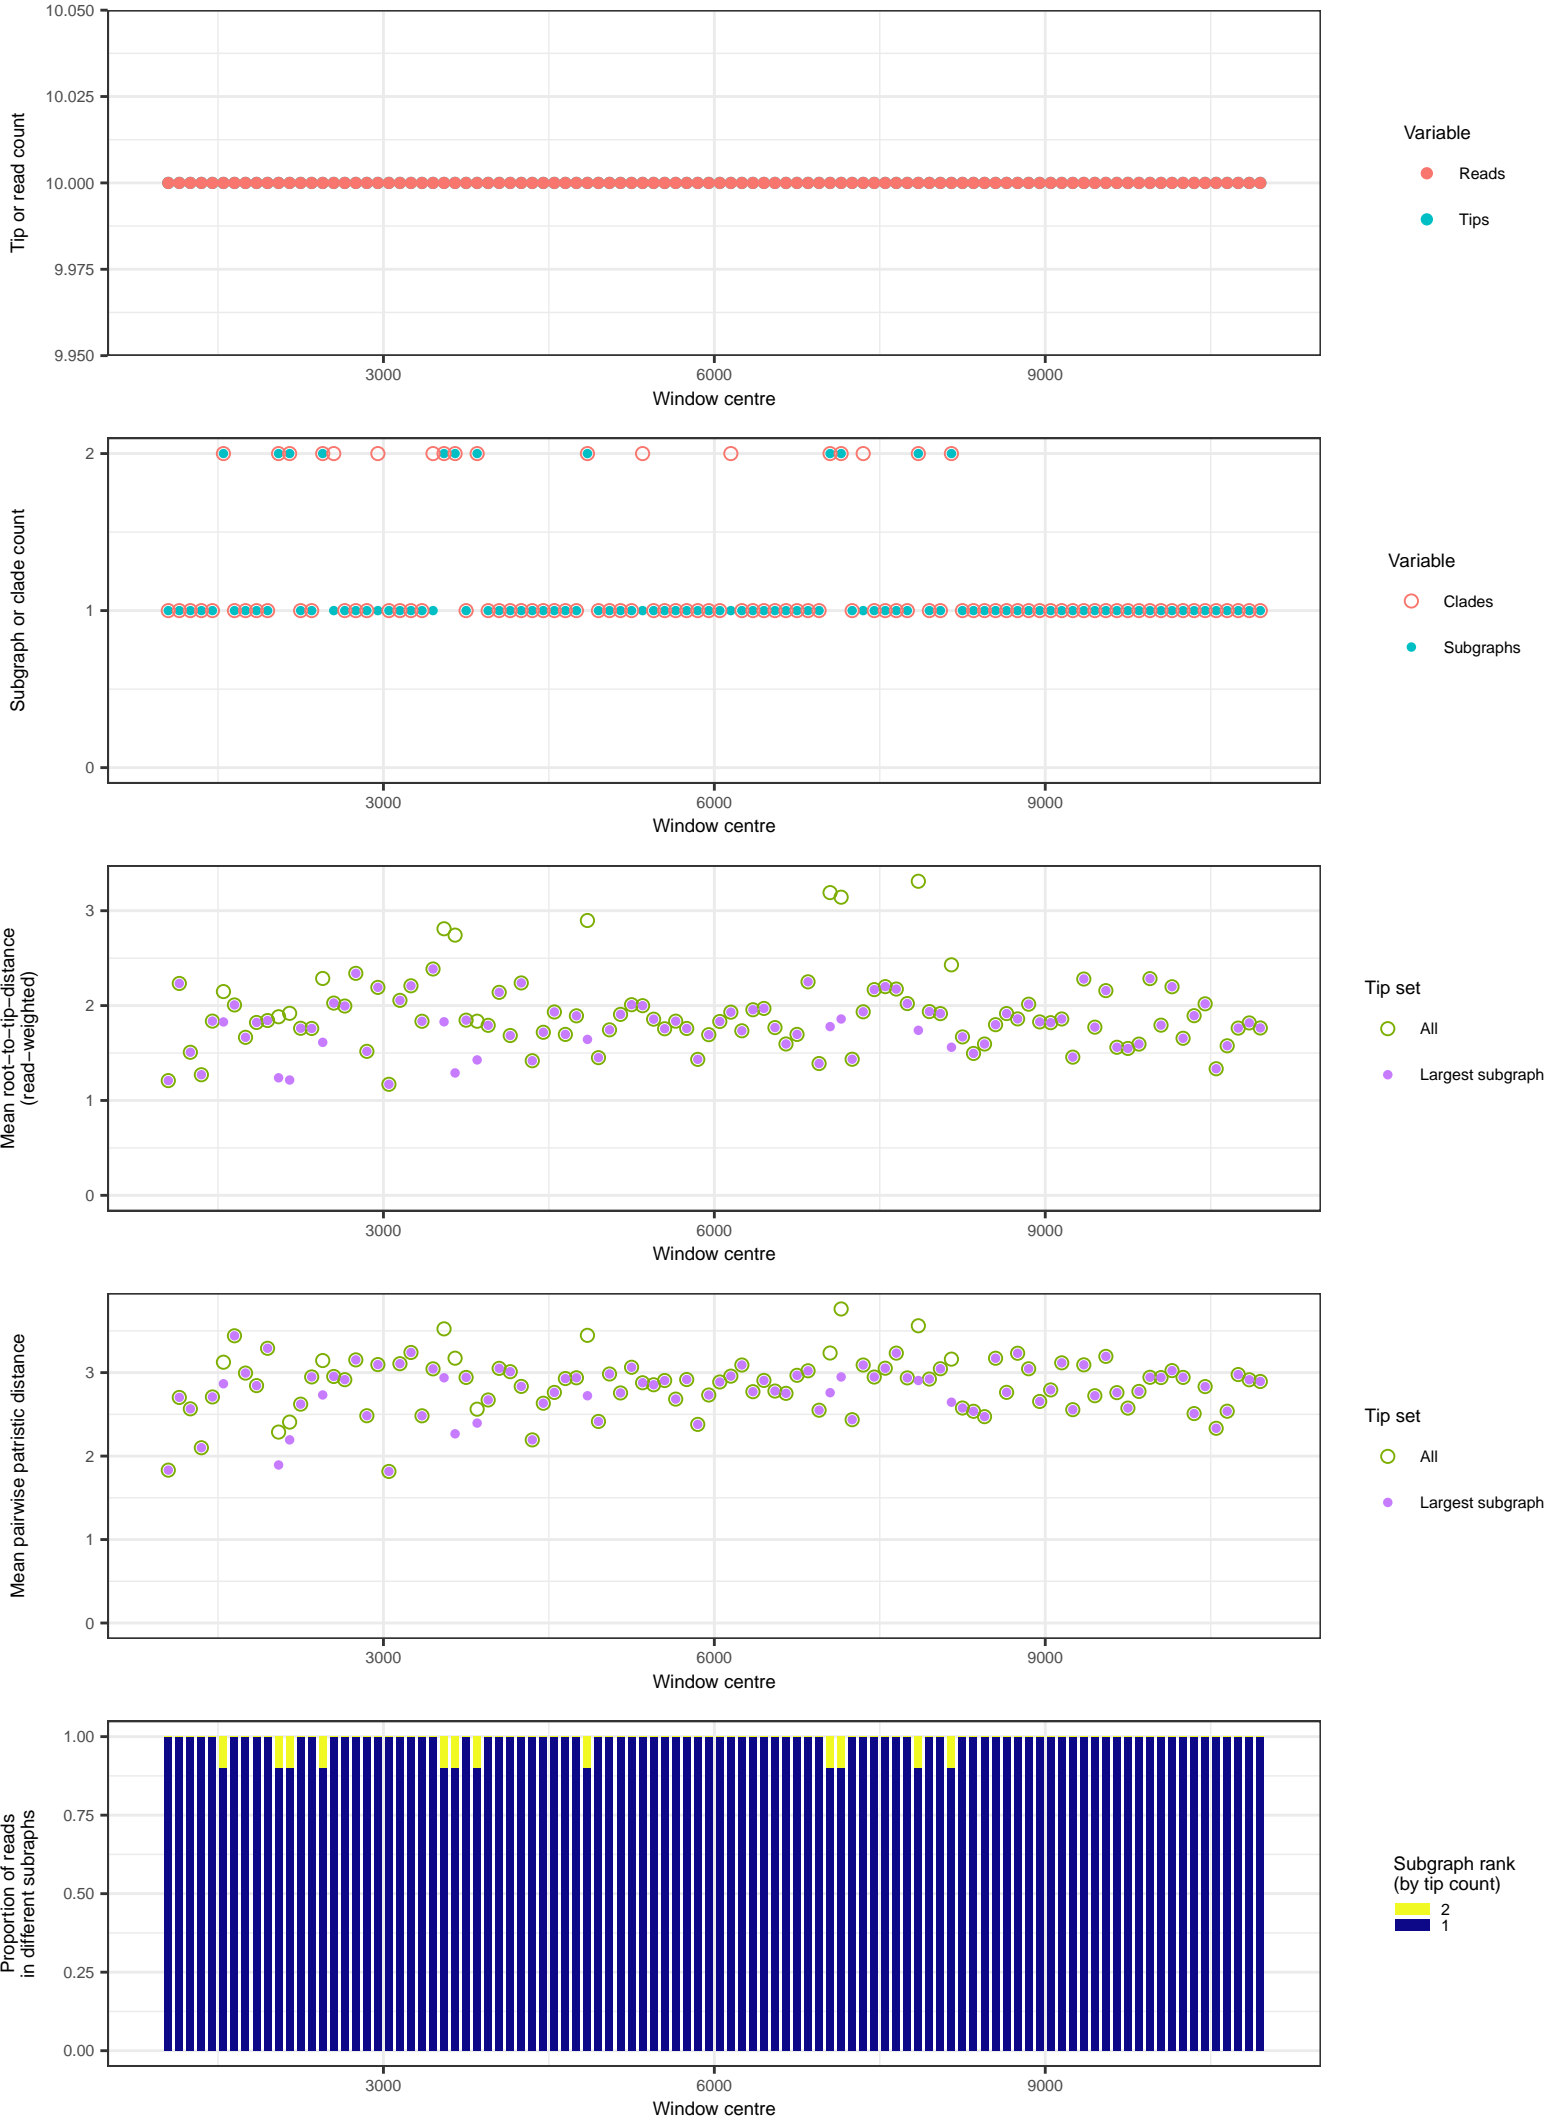 10.050
10.025
10.000
9.975
9.950
Tip or read count
3000 6000 9000
Window centre
Variable
Reads
Tips
2
1
0
Subgraph or clade count
3000 6000 9000
Window centre
Variable
Clades
Subgraphs
3
2
1
0
Mean root−to−tip−distance
(read−weighted)
3000 6000 9000
Window centre
Tip set
All
Largest subgraph
3
2
1
0
Mean pairwise patristic distance
3000 6000 9000
Window centre
Tip set
All
Largest subgraph
1.00
0.75
0.50
0.25
0.00
Proportion of reads
in different subraphs
3000 6000 9000
Window centre
Subgraph rank
(by tip count)
2
1